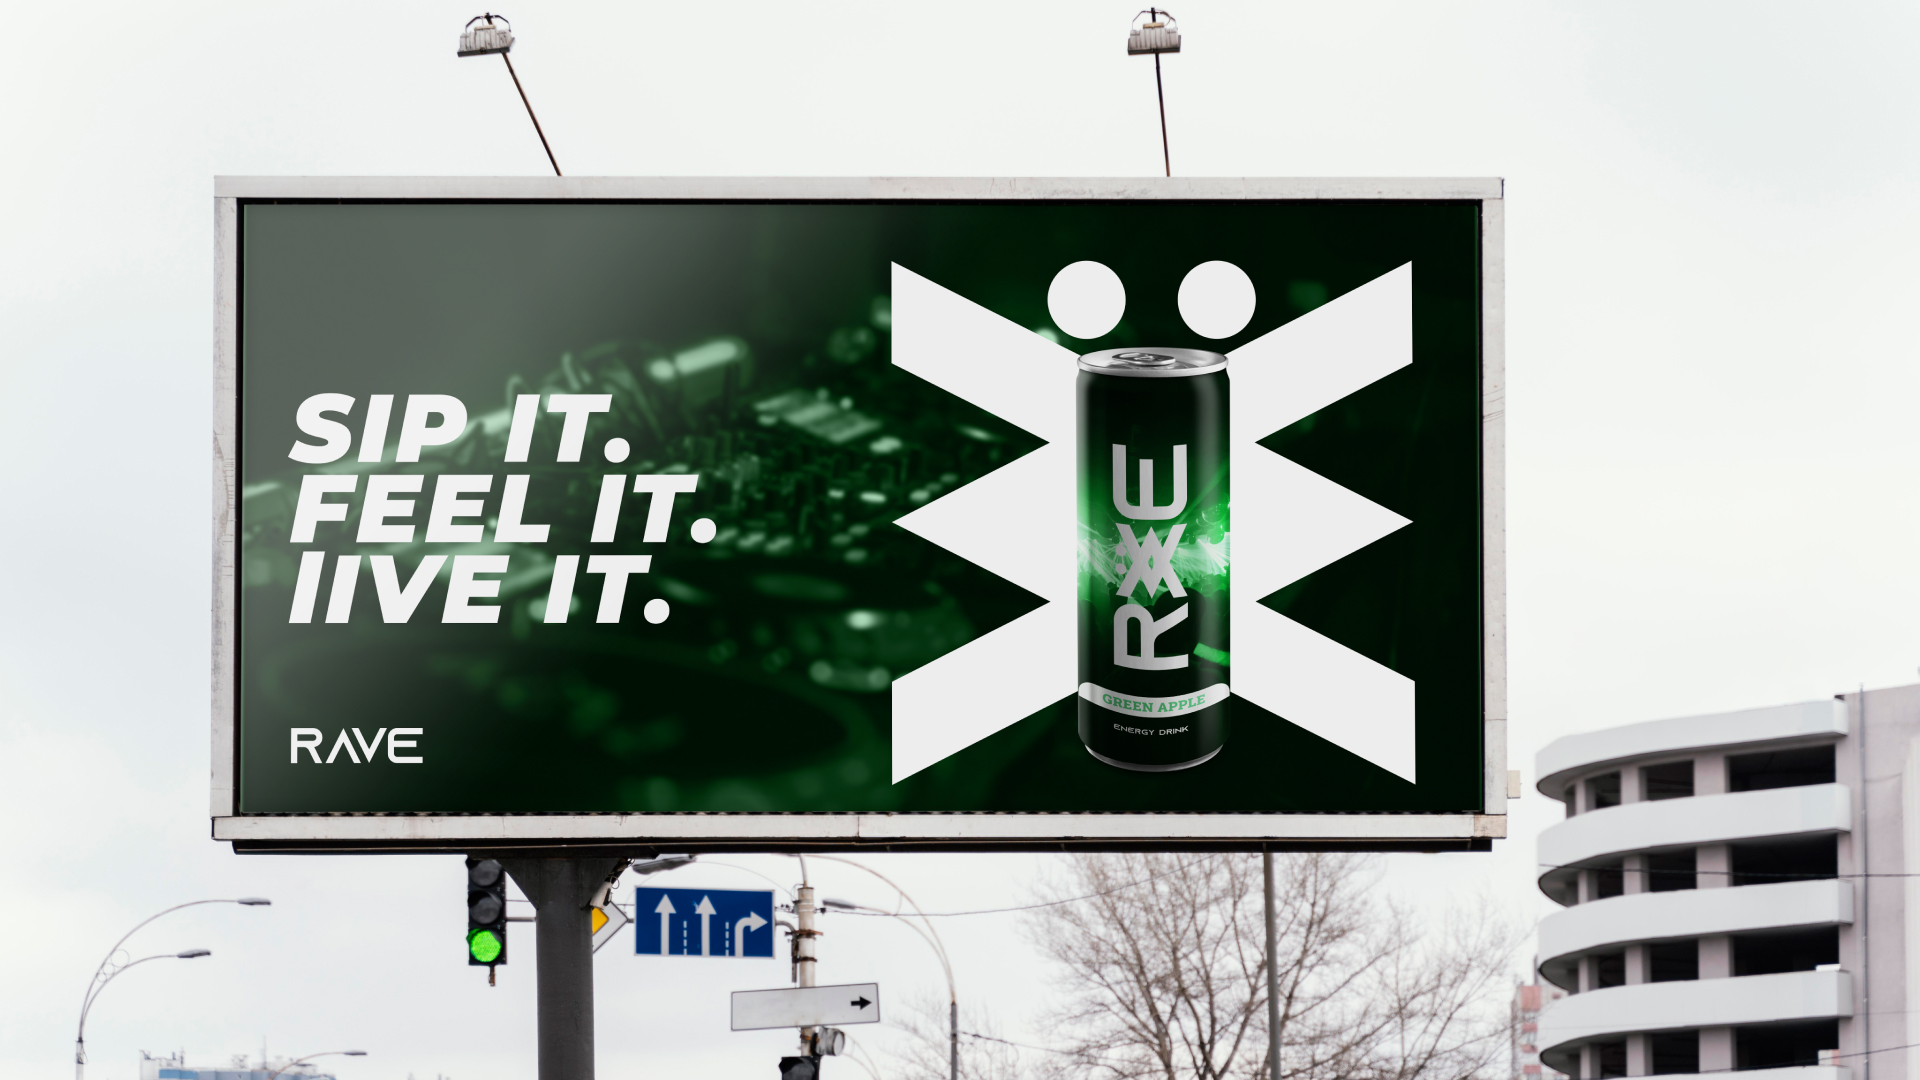 SIP IT.
FEEL IT.
lIVE IT.
RAVE
RAVE
GREEN APPLE
ENERGY DRINK